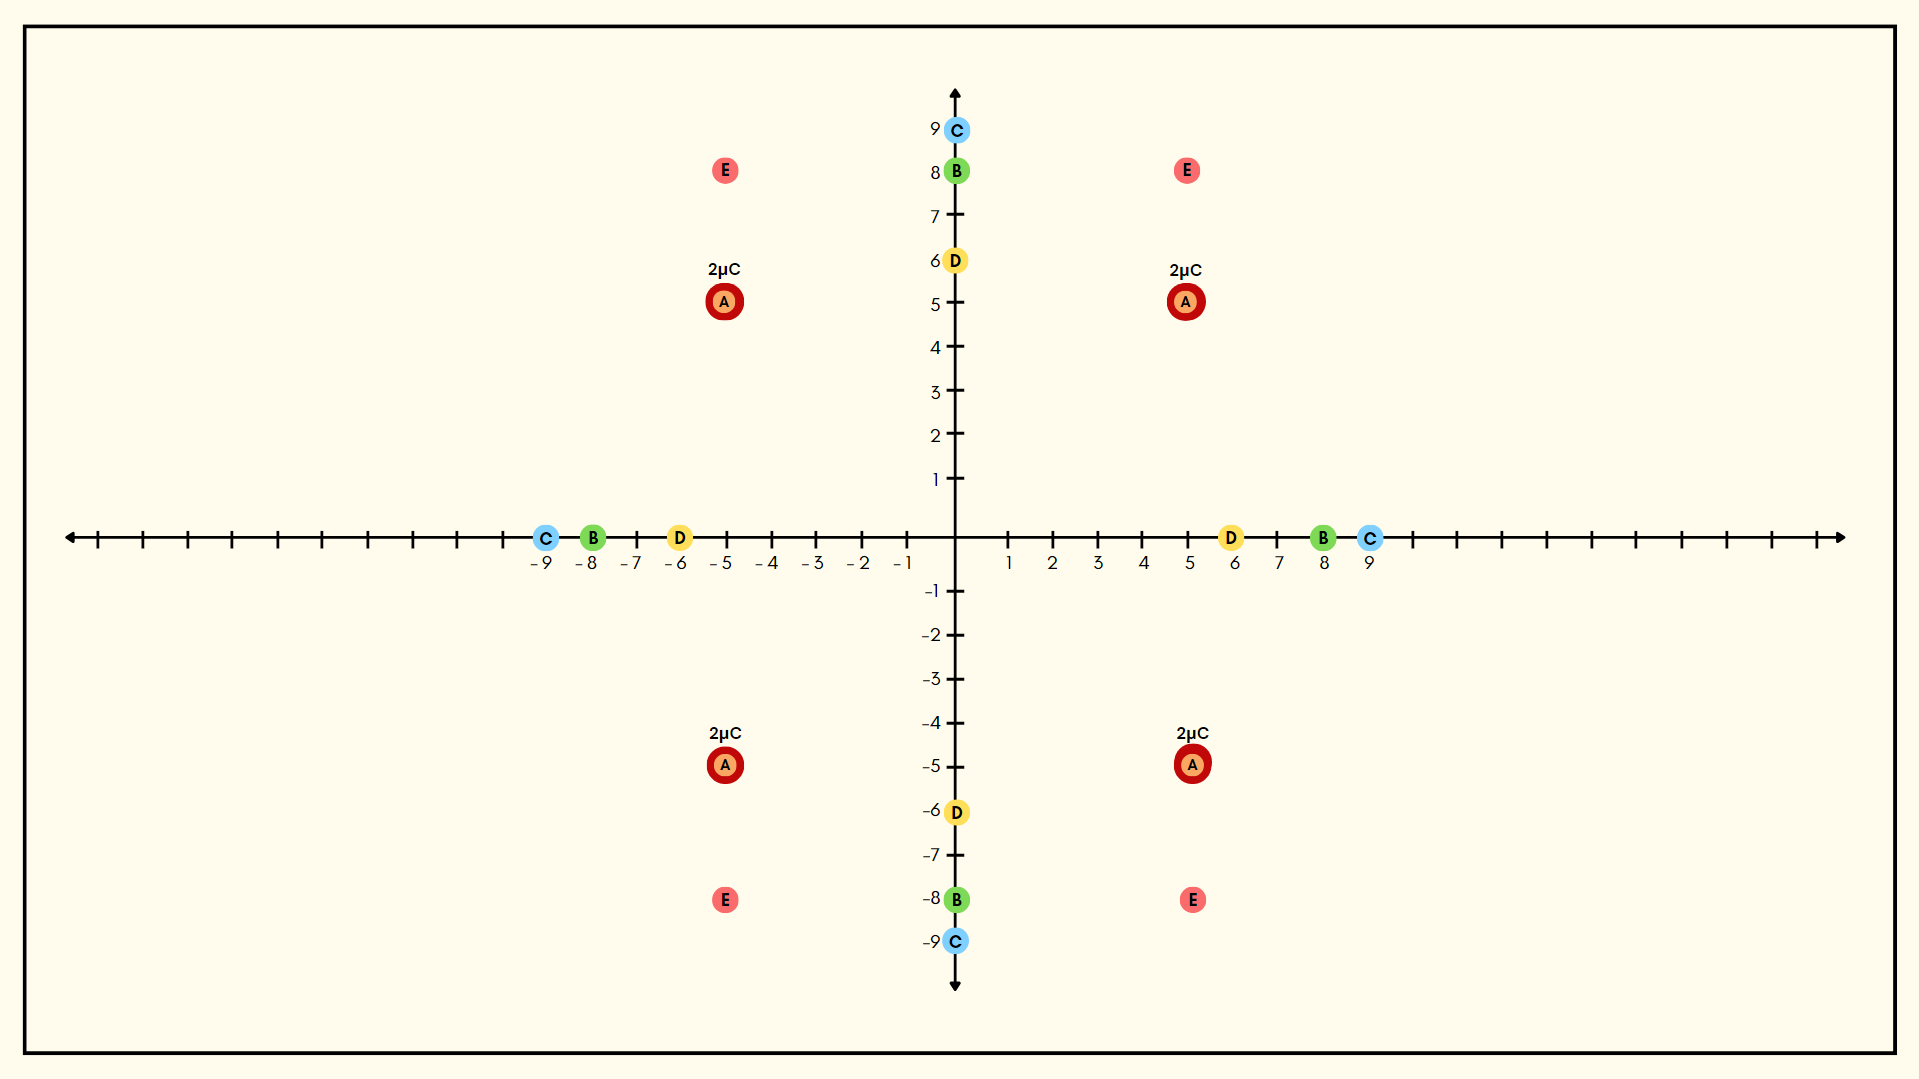 9 C
E 8 B E
7
6 D
2μC 2μC
A 5 A
4
3
2
1
C B D D B C
-9 -8 -7 -6 -5 -4 -3 -2 -1 1 2 3 4 5 6 7 8 9
-1
-2
-3
-4
2μC 2μC
A -5 A
-6 D
-7
E -8 B E
-9 C